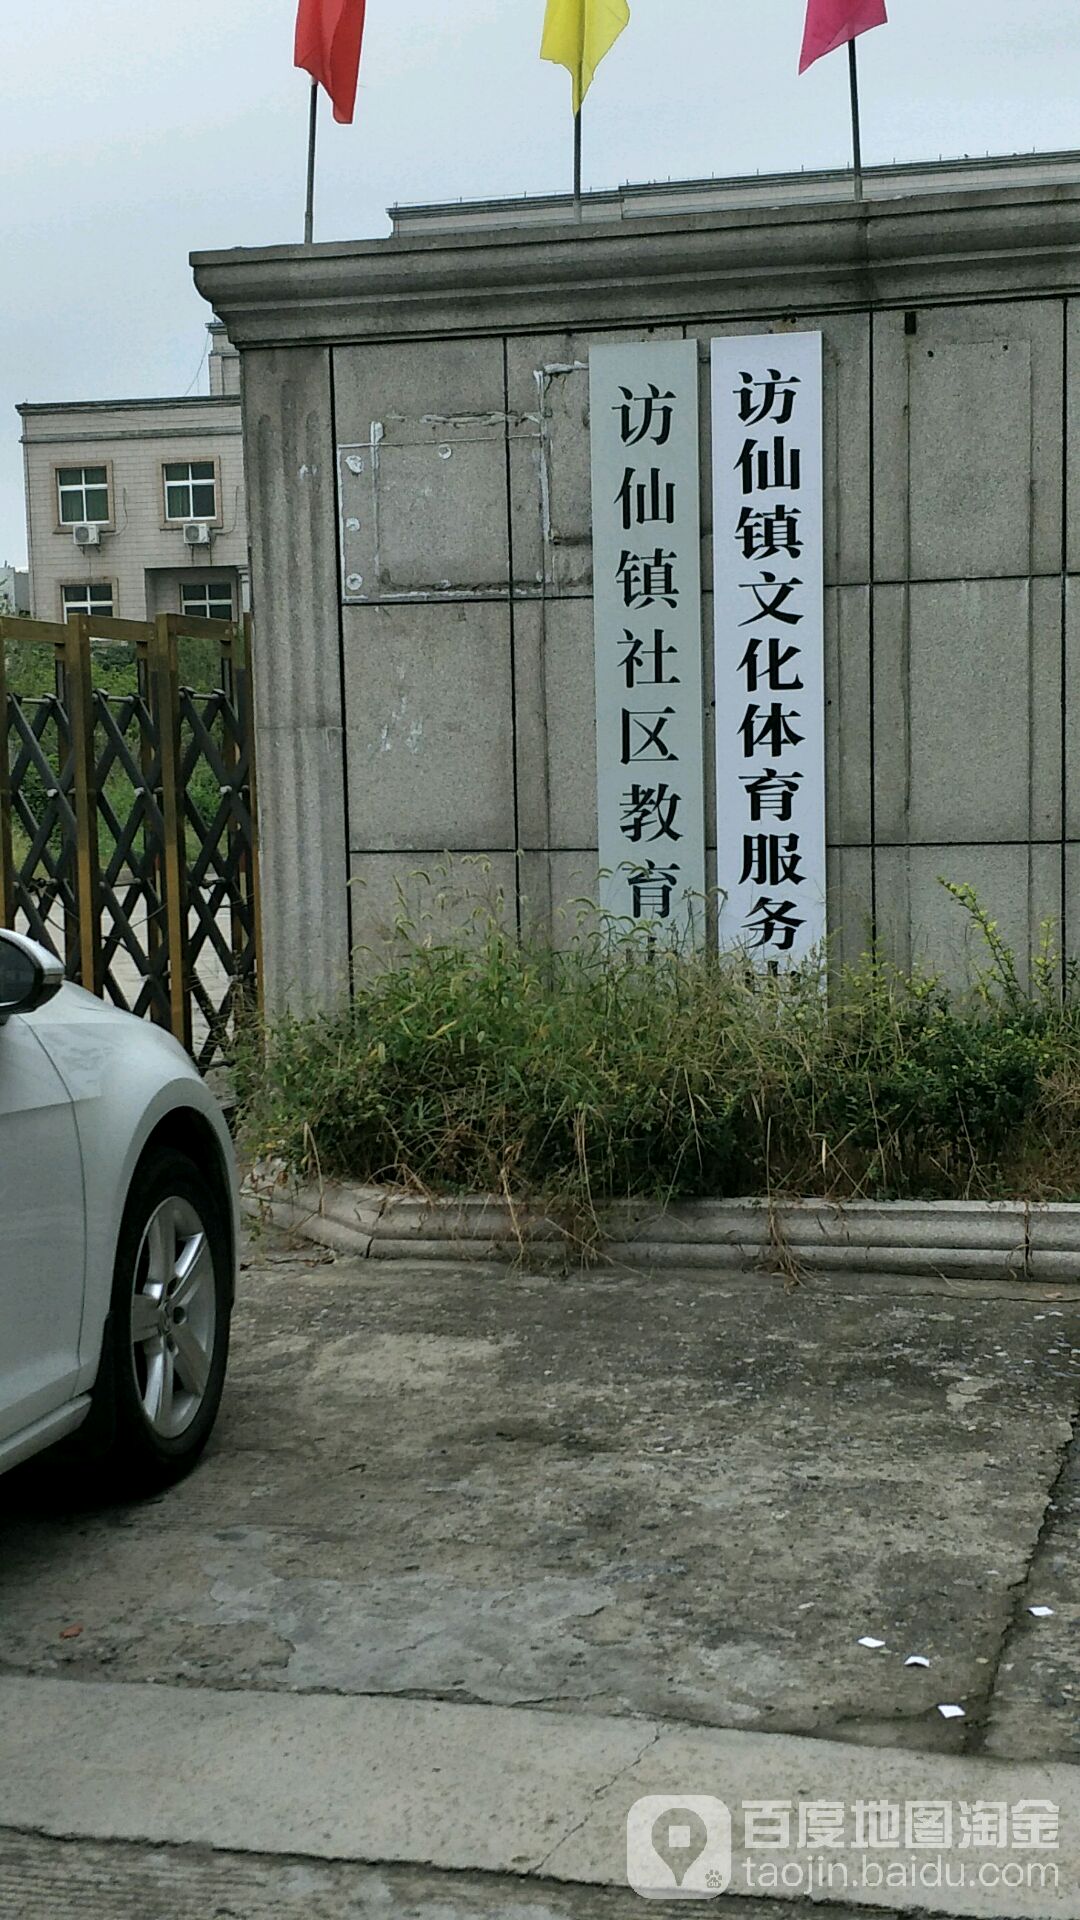 访仙镇文化体育服务
访仙镇社区教育
百度地图淘金
taojin.baidu.com